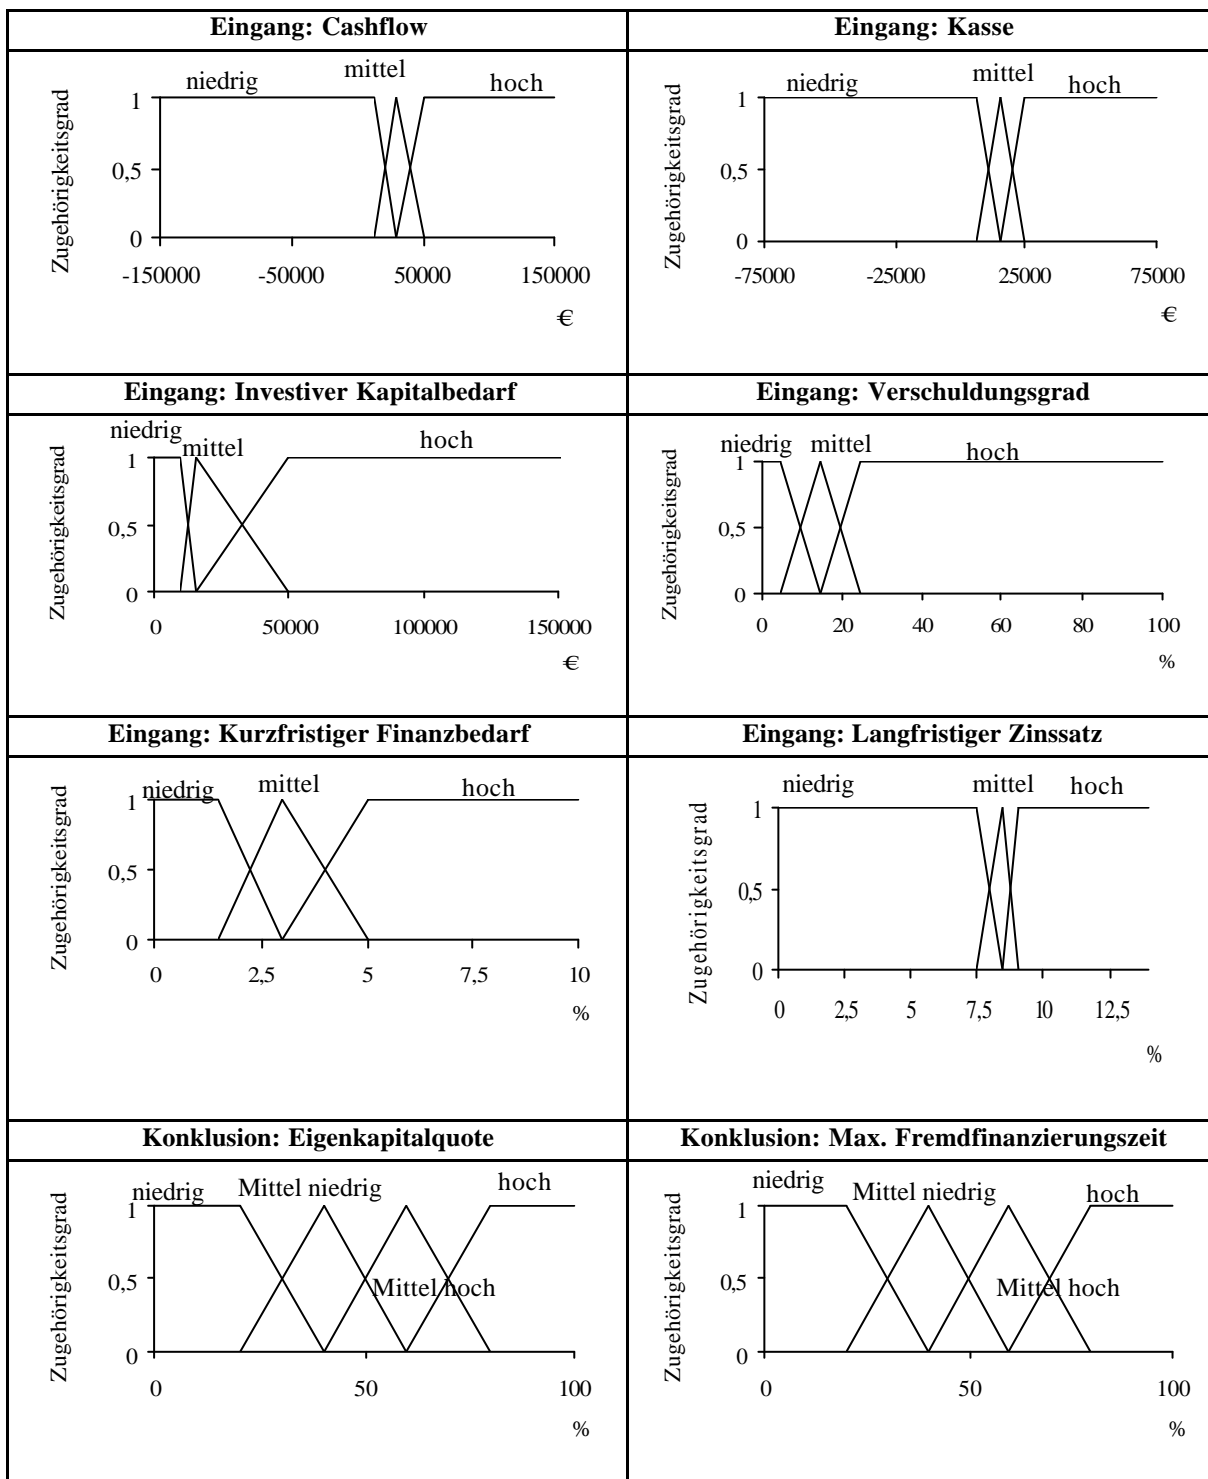 Eingang: Cashflow
niedrig
mittel
hoch
Zugehörigkeitsgrad
1
0,5
0
-150000 -50000 50000 150000
€
Eingang: Kasse
niedrig
mittel
hoch
Zugehörigkeitsgrad
1
0,5
0
-75000 -25000 25000 75000
€
Eingang: Investiver Kapitalbedarf
niedrig
mittel
hoch
Zugehörigkeitsgrad
1
0,5
0
0 50000 100000 150000
€
Eingang: Verschuldungsgrad
niedrig
mittel
hoch
Zugehörigkeitsgrad
1
0,5
0
0 20 40 60 80 100
%
Eingang: Kurzfristiger Finanzbedarf
niedrig
mittel
hoch
Zugehörigkeitsgrad
1
0,5
0
0 2,5 5 7,5 10
%
Eingang: Langfristiger Zinssatz
niedrig
mittel
hoch
Zugehörigkeitsgrad
1
0,5
0
0 2,5 5 7,5 10 12,5
%
Konklusion: Eigenkapitalquote
niedrig
Mittel niedrig
hoch
Mittel hoch
Zugehörigkeitsgrad
1
0,5
0
0 50 100
%
Konklusion: Max. Fremdfinanzierungszeit
niedrig
Mittel niedrig
hoch
Mittel hoch
Zugehörigkeitsgrad
1
0,5
0
0 50 100
%